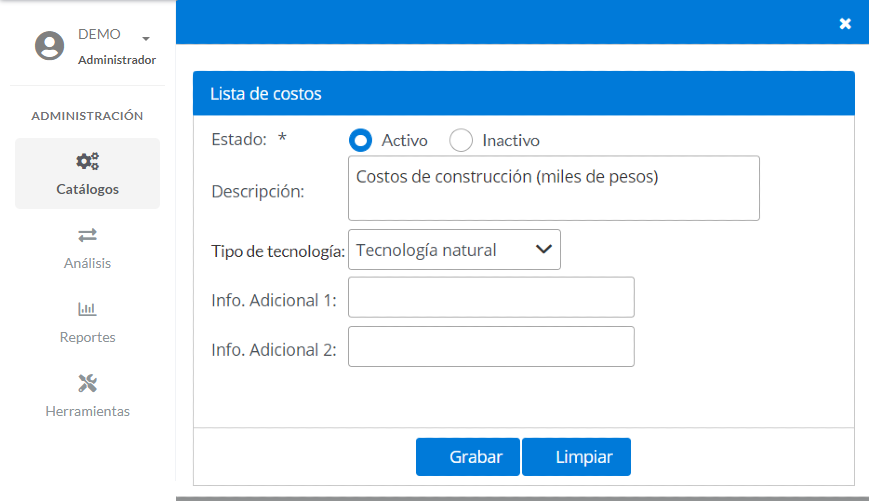 DEMO
Administrador
ADMINISTRACIÓN
Catálogos
Análisis
Reportes
Herramientas
Lista de costos
Estado: * Activo Inactivo
Descripción: Costos de construcción (miles de pesos)
Tipo de tecnología: Tecnología natural
Info. Adicional 1:
Info. Adicional 2:
Grabar Limpiar